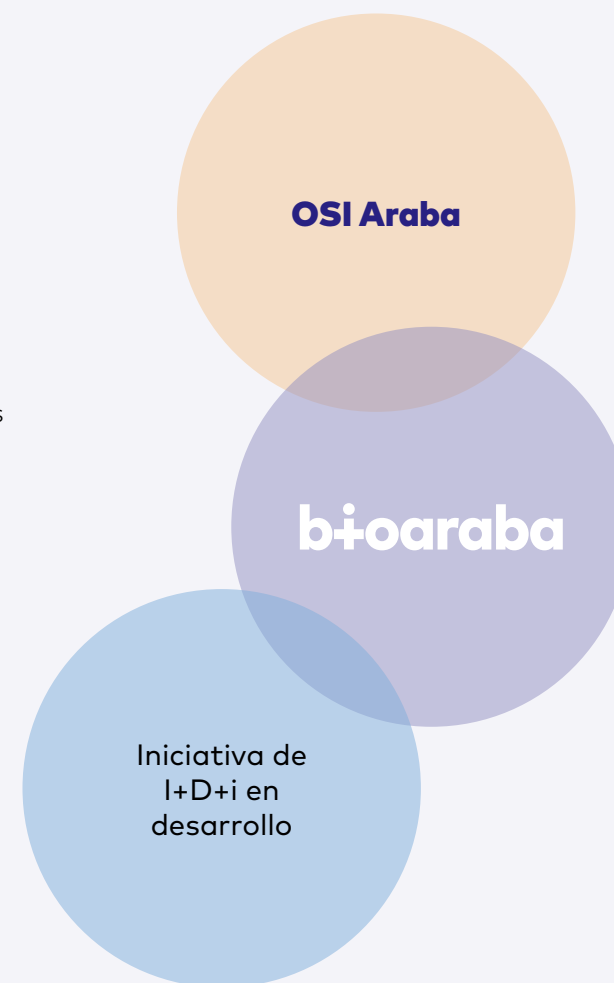 OSI Araba
s
bioaraba
Iniciativa de
I+D+i en
desarrollo